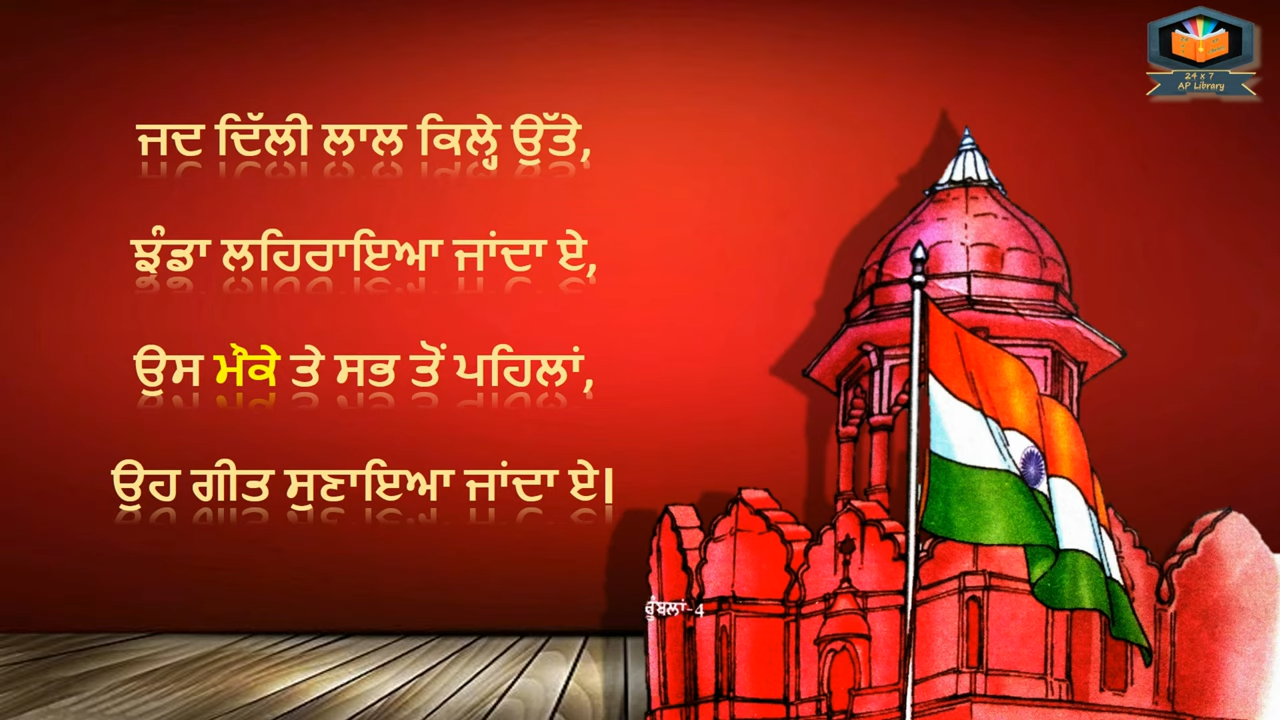 24 x 7
AP Library
ਜਦ ਦਿੱਲੀ ਲਾਲ ਕਿਲ੍ਹੇ ਉੱਤੇ,
ਝੰਡਾ ਲਹਿਰਾਇਆ ਜਾਂਦਾ ਏ,
ਉਸ ਮੌਕੇ ਤੇ ਸਭ ਤੋਂ ਪਹਿਲਾਂ,
ਉਹ ਗੀਤ ਸੁਣਾਇਆ ਜਾਂਦਾ ਏ।
ਰੂੰਬਲਾਂ-4